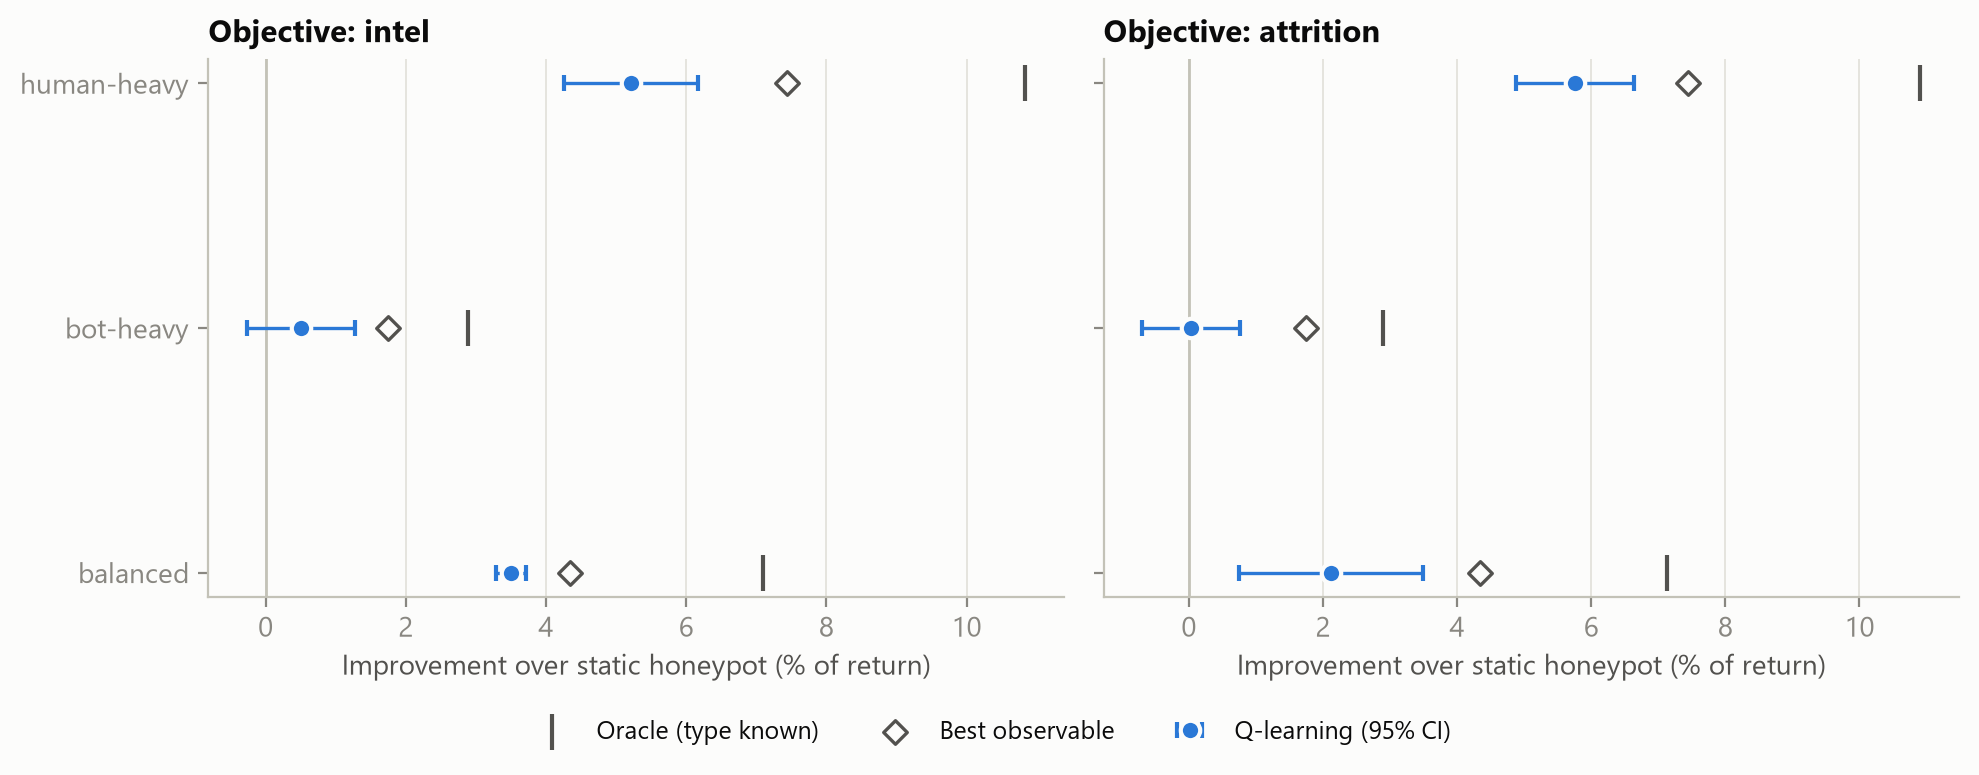 Objective: intel
Objective: attrition
human-heavy
bot-heavy
balanced
0 2 4 6 8 10
0 2 4 6 8 10
Improvement over static honeypot (% of return)
Improvement over static honeypot (% of return)
Oracle (type known)
Best observable
Q-learning (95% CI)